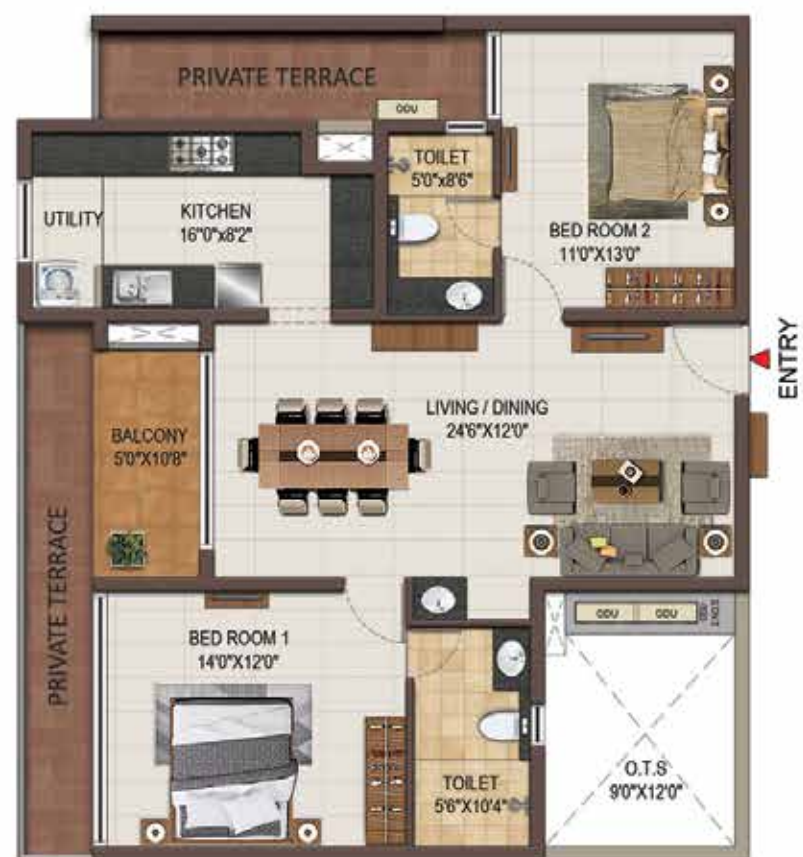 PRIVATE TERRACE
ODU
TOILET
5'0"x8'6"
UTILITY
KITCHEN
16'0"x8'2"
BED ROOM 2
11'0"X13'0"
ENTRY
LIVING / DINING
24'6"X12'0"
BALCONY
5'0"X10'8"
PRIVATE TERRACE
BED ROOM 1
14'0"X12'0"
ODU
ODU
ODU
TOILET
5'6"X10'4"
O.T.S
9'0"X12'0"